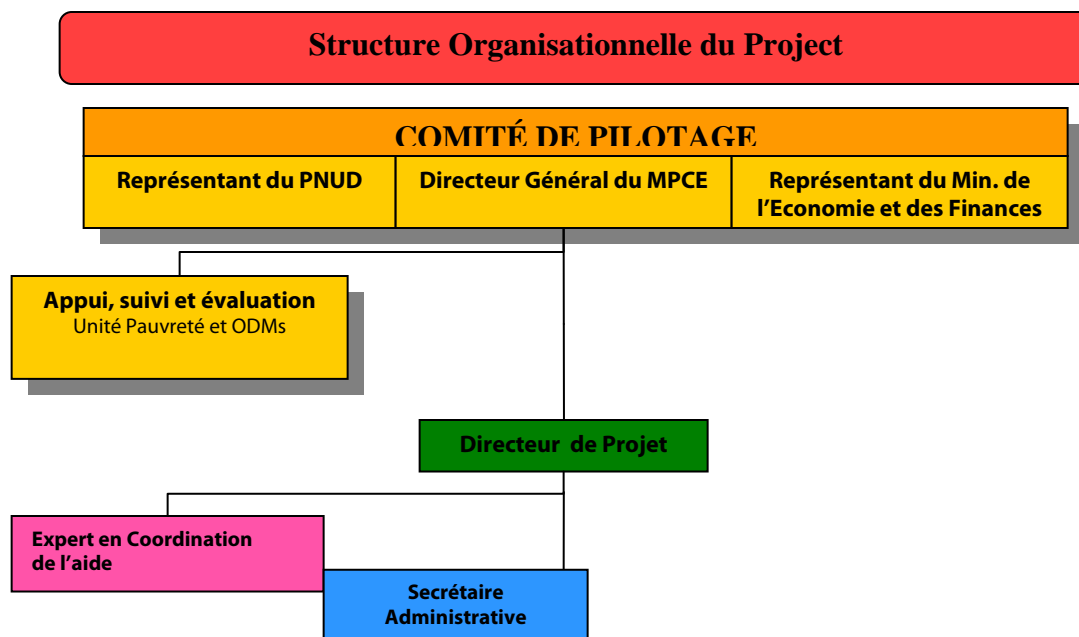 Structure Organisationnelle du Project
COMITÉ DE PILOTAGE
Représentant du PNUD
Directeur Général du MPCE
Représentant du Min. de
l'Economie et des Finances
Appui, suivi et évaluation
Unité Pauvreté et ODMs
Directeur de Projet
Expert en Coordination
de l'aide
Secrétaire
Administrative